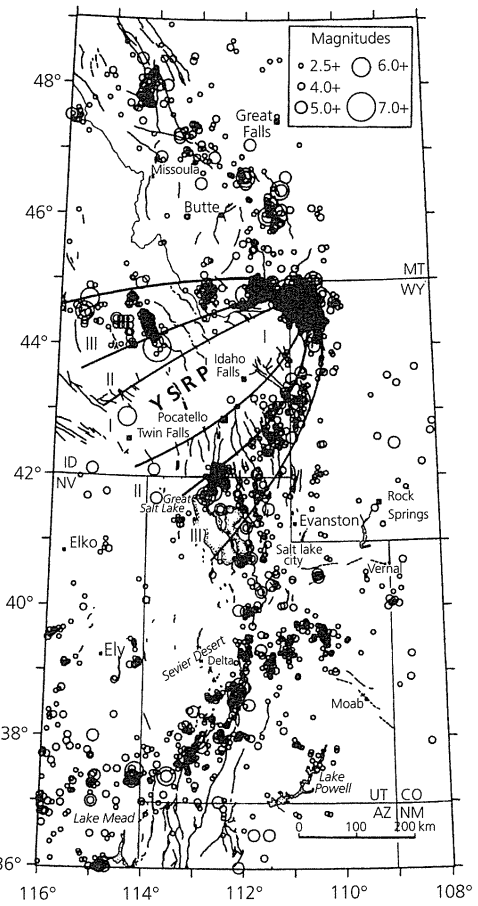 Magnitudes
2.5+ 6.0+
4.0+
5.0+ 7.0+
48°
Great
Falls
Missoula
46°
Butte
MT
WY
44°
III
I
Idaho
Falls
II
YSRP
I
Pocatello
Twin Falls
ID
42°
NV
II
Great
Salt Lake
Rock
Springs
III
Evanston
Elko
Salt lake
city
Vernal
40°
Ely
Sevier Desert
Delta
Moab
38°
Lake
Powell
UT CO
AZ NM
Lake Mead
0 100 200 km
36°
116° 114° 112° 110° 108°